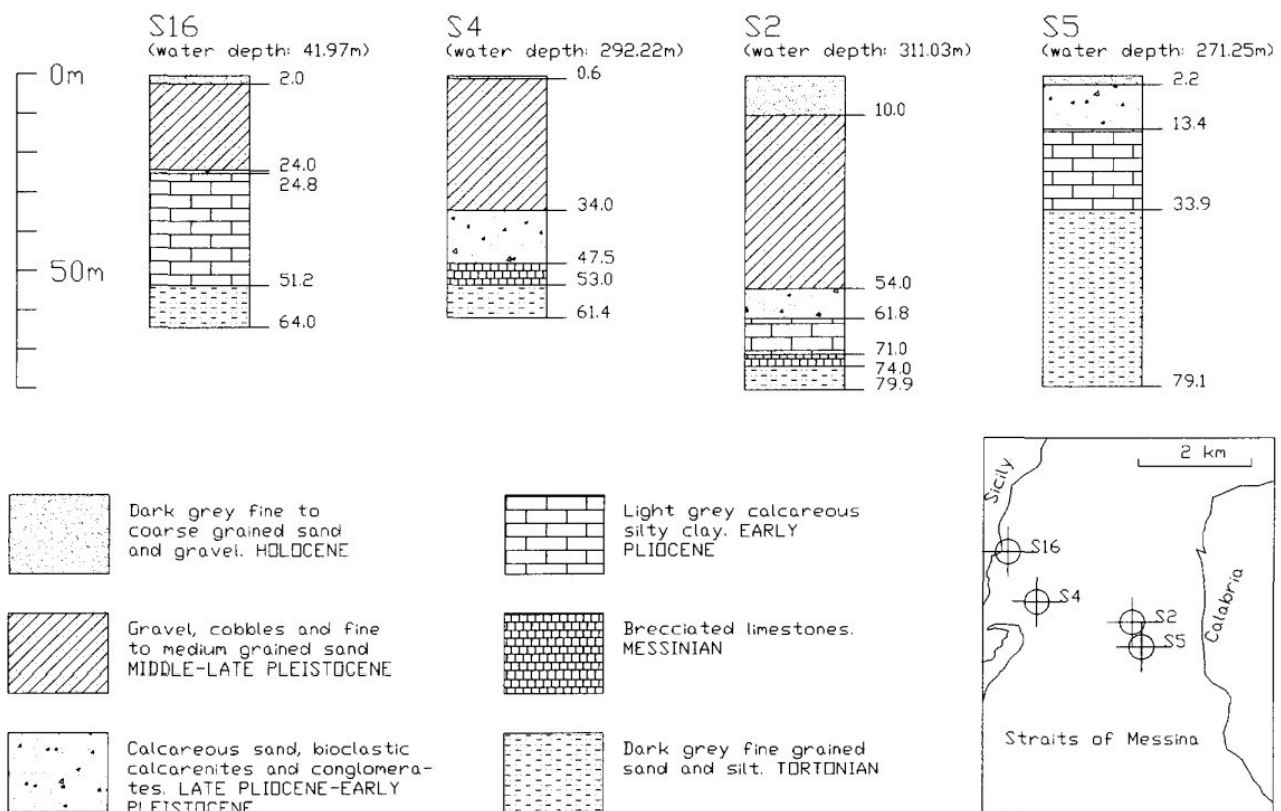 S16
(water depth: 41.97m)
S4
(water depth: 292.22m)
S2
(water depth: 311.03m)
S5
(water depth: 271.25m)
0m
50m
2.0
24.0
24.8
51.2
64.0
0.6
34.0
47.5
53.0
61.4
10.0
54.0
61.8
71.0
74.0
79.9
2.2
13.4
33.9
79.1
Dark grey fine to
coarse grained sand
and gravel. HOLOCENE
Gravel, cobbles and fine
to medium grained sand
MIDDLE-LATE PLEISTOCENE
Calcareous sand, bioclastic
calcarenites and conglomera-
tes. LATE PLIOCENE-EARLY
PLEISTOCENE
Light grey calcareous
silty clay. EARLY
PLIOCENE
Brecciated limestones.
MESSINIAN
Dark grey fine grained
sand and silt. TORTONIAN
2 km
Sicily
S16
S4
S2
S5
Calabria
Straits of Messina